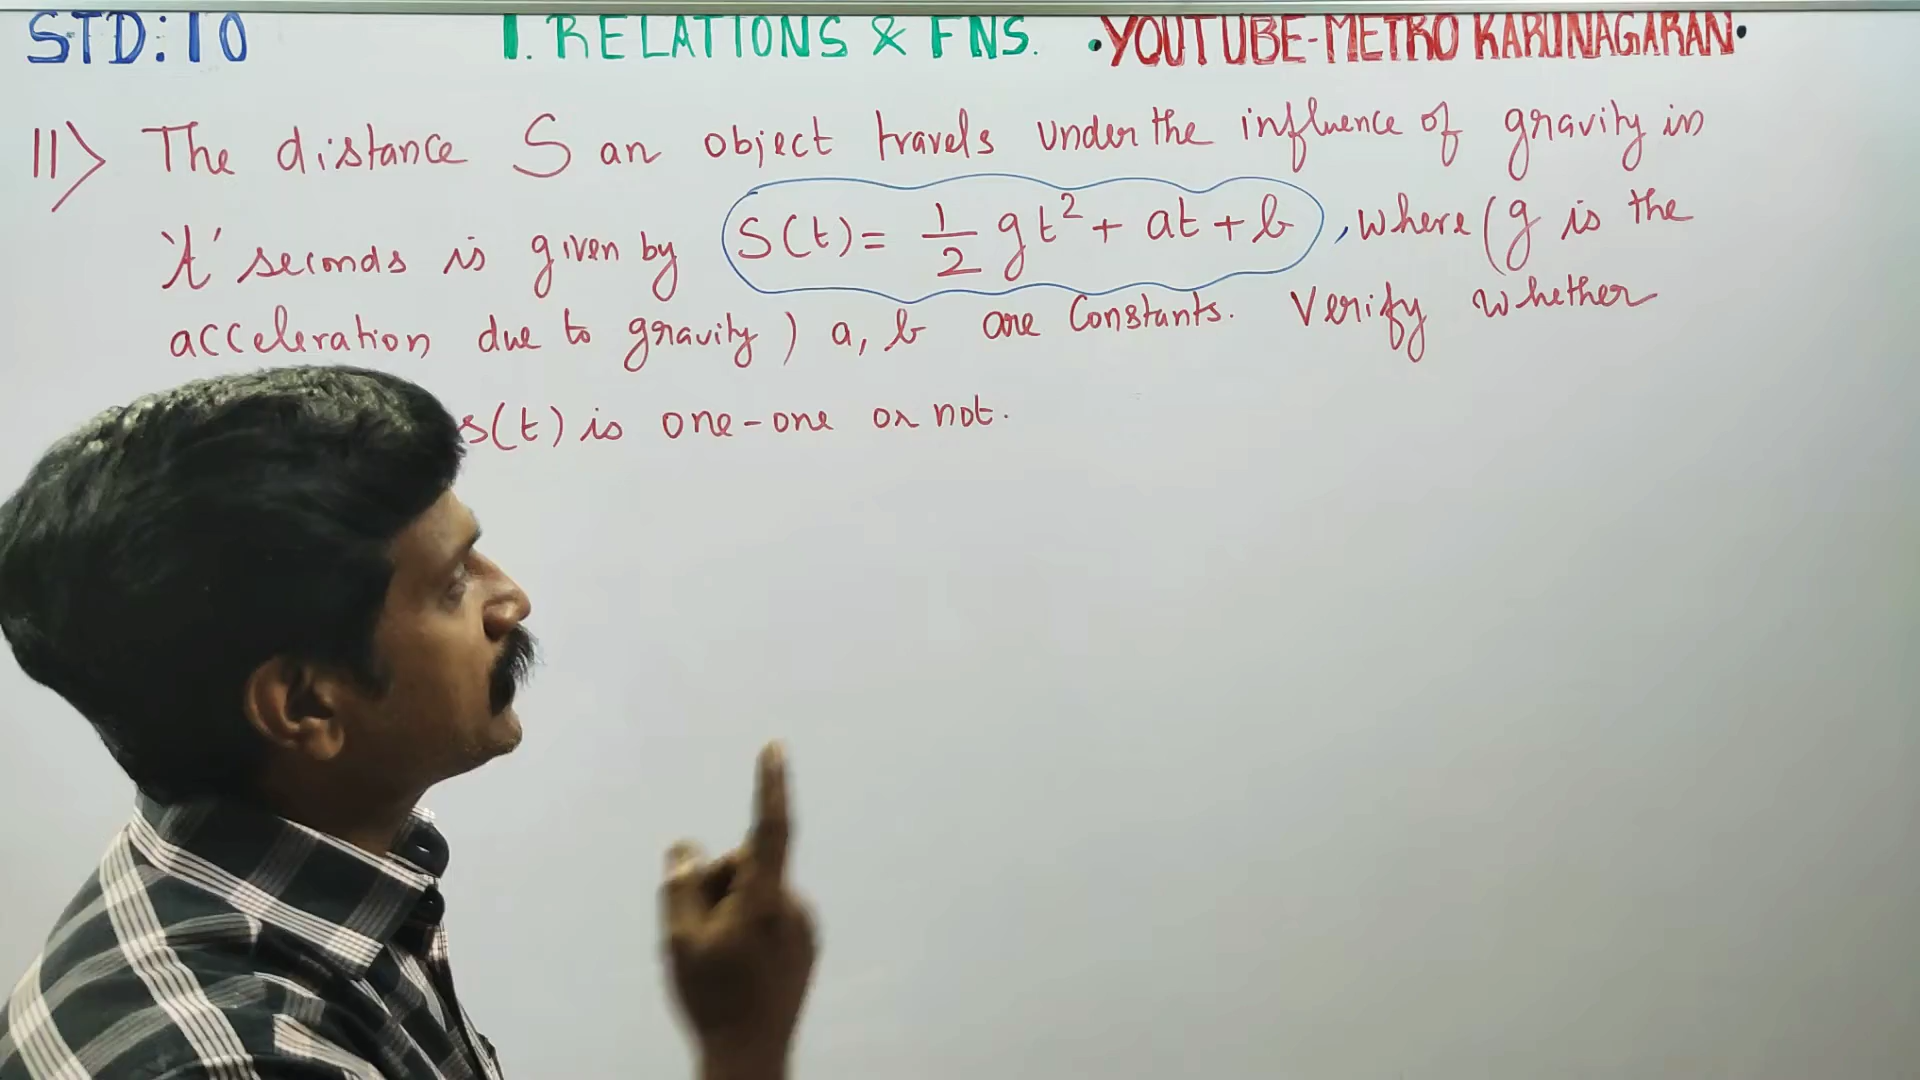 STD:10 1. RELATIONS & FNS. •YOUTUBE-METRO KARUNAGARAN•
11> The distance S an object travels under the influence of gravity in
't' seconds is given by S(t) = 1/2 gt² + at + b, where (g is the
acceleration due to gravity) a, b are Constants. Verify whether
s(t) is one-one or not.